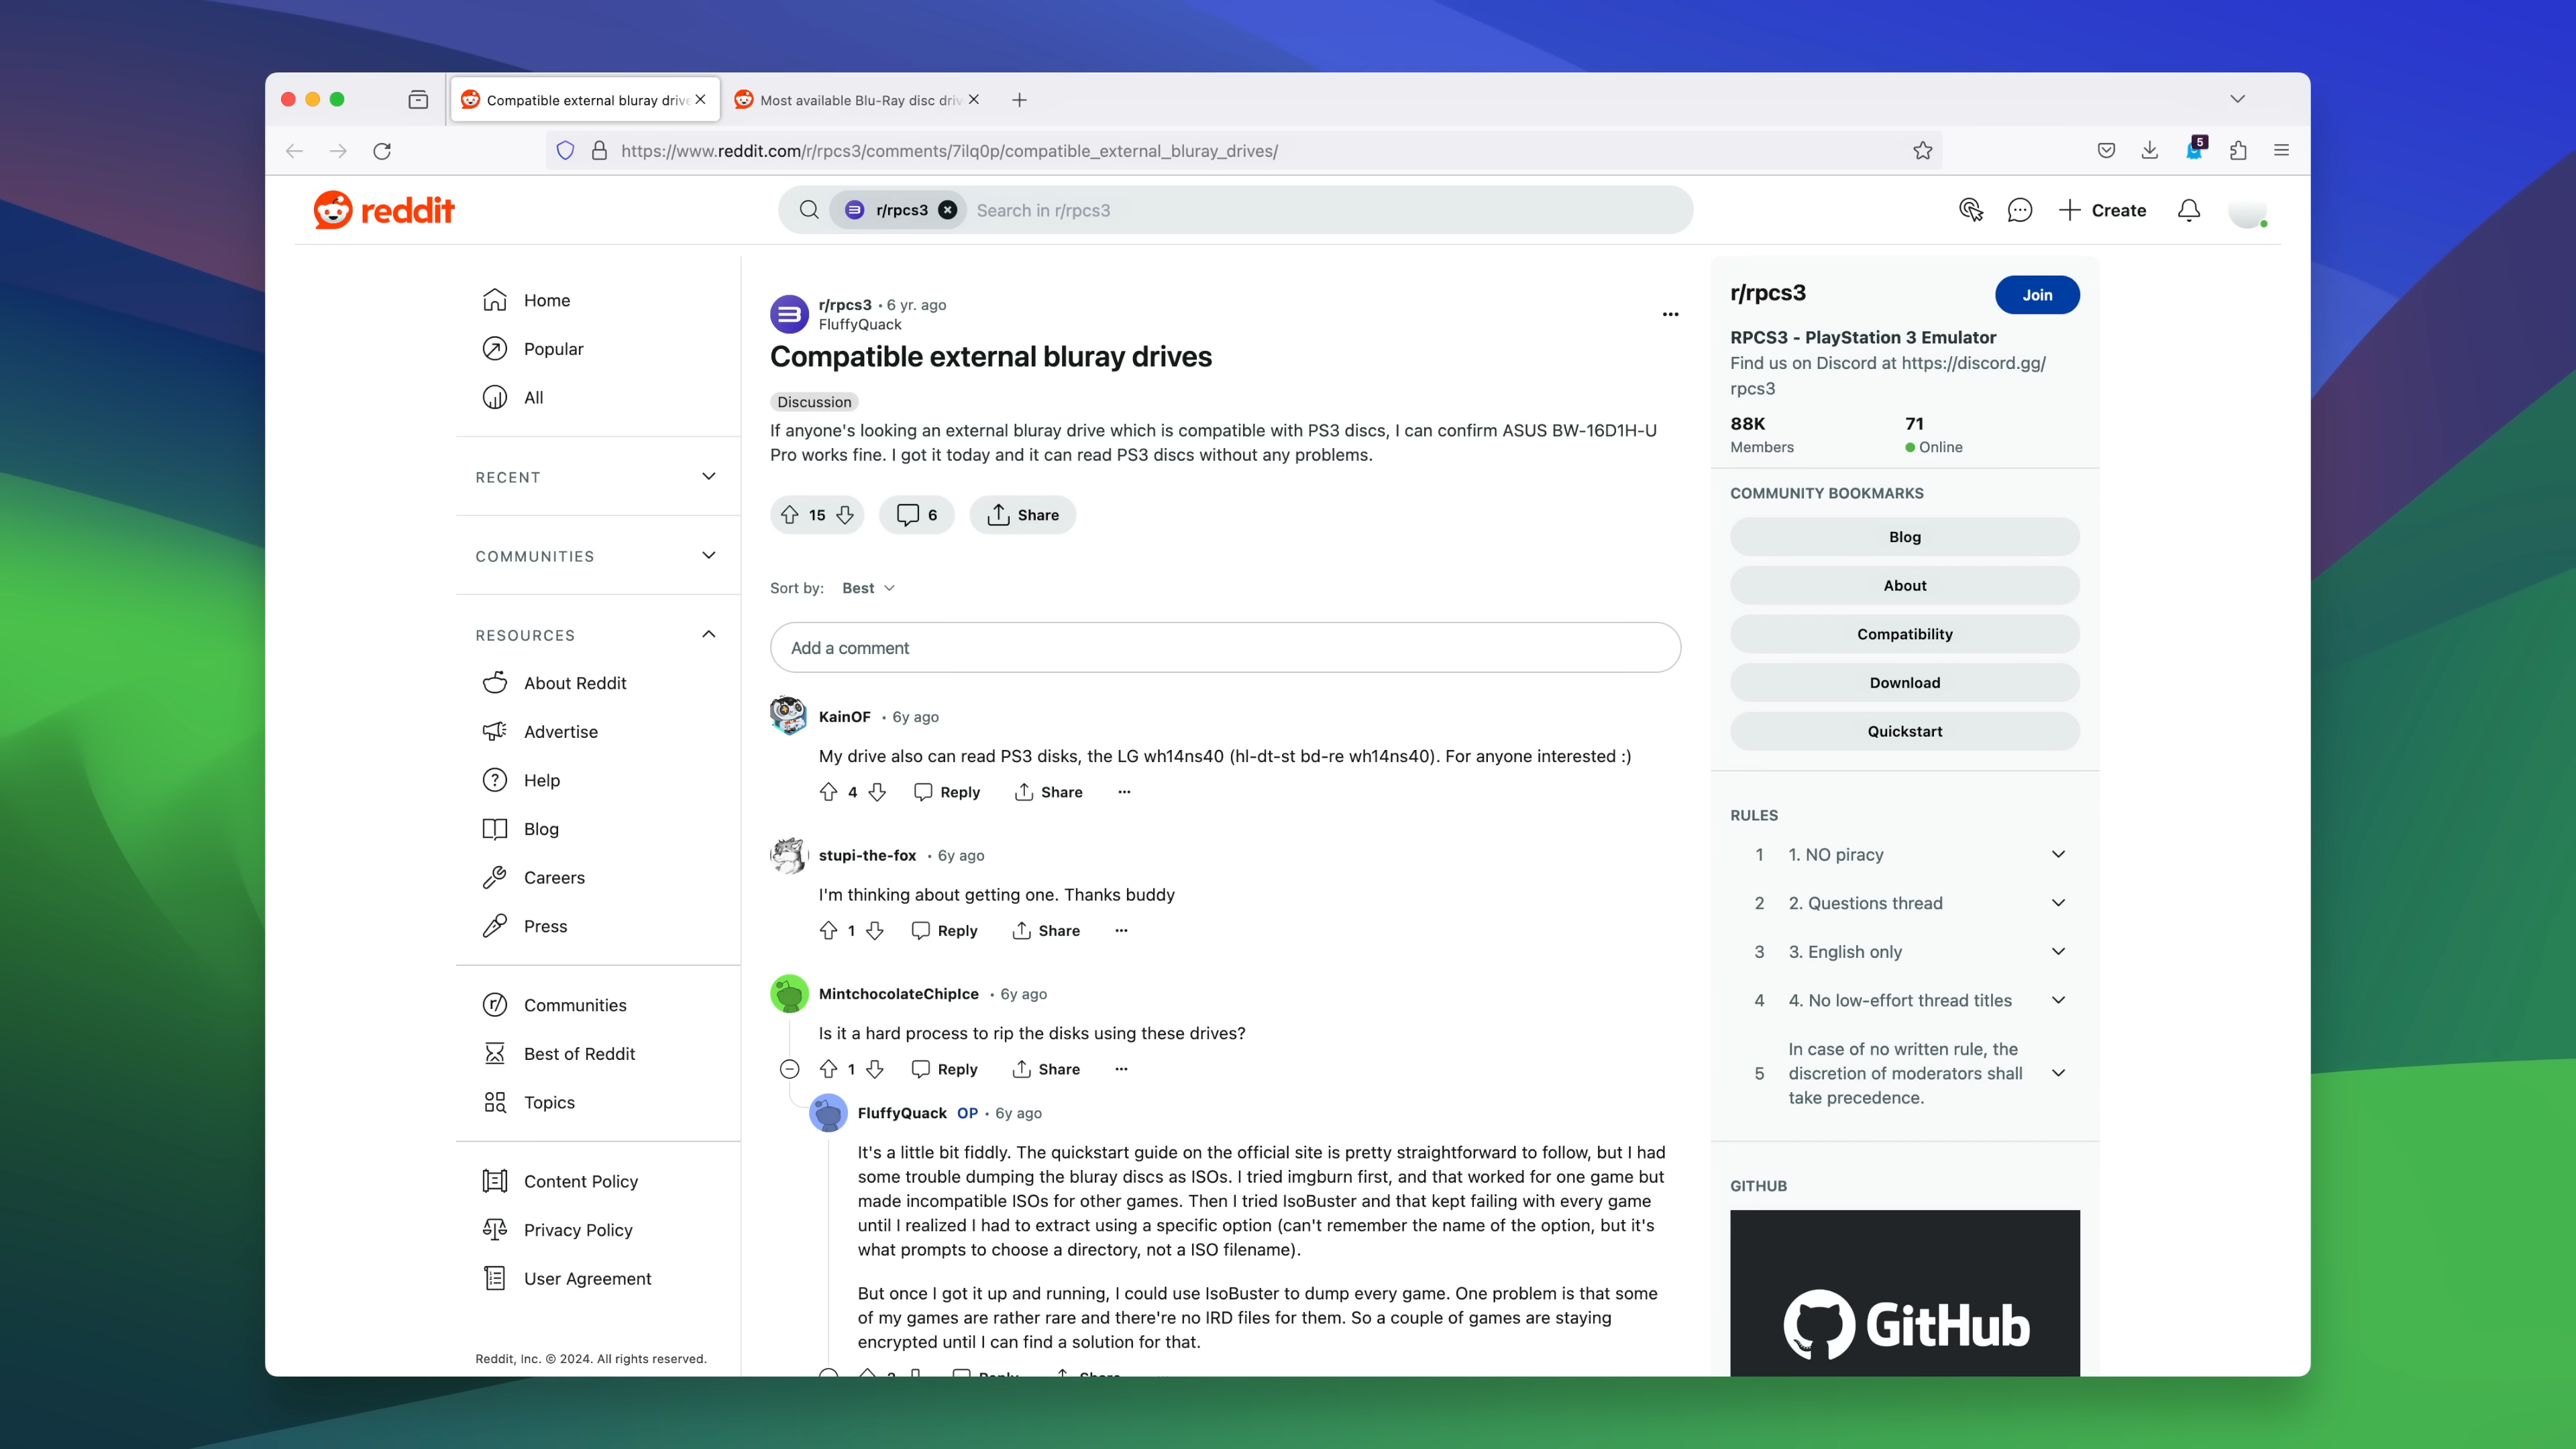 Compatible external bluray drive
Most available Blu-Ray disc driv
https://www.reddit.com/r/rpcs3/comments/7ilq0p/compatible_external_bluray_drives/
5
reddit
r/rpcs3
Search in r/rpcs3
Create
Home
Popular
All
RECENT
COMMUNITIES
RESOURCES
About Reddit
Advertise
Help
Blog
Careers
Press
Communities
Best of Reddit
Topics
Content Policy
Privacy Policy
User Agreement
Reddit, Inc. © 2024. All rights reserved.
r/rpcs3 • 6 yr. ago
FluffyQuack
Compatible external bluray drives
Discussion
If anyone's looking an external bluray drive which is compatible with PS3 discs, I can confirm ASUS BW-16D1H-U
Pro works fine. I got it today and it can read PS3 discs without any problems.
15
6
Share
Sort by: Best
Add a comment
KainOF • 6y ago
My drive also can read PS3 disks, the LG wh14ns40 (hl-dt-st bd-re wh14ns40). For anyone interested :)
4 Reply Share
stupi-the-fox • 6y ago
I'm thinking about getting one. Thanks buddy
1 Reply Share
MintchocolateChipIce • 6y ago
Is it a hard process to rip the disks using these drives?
1 Reply Share
FluffyQuack OP • 6y ago
It's a little bit fiddly. The quickstart guide on the official site is pretty straightforward to follow, but I had
some trouble dumping the bluray discs as ISOs. I tried imgburn first, and that worked for one game but
made incompatible ISOs for other games. Then I tried IsoBuster and that kept failing with every game
until I realized I had to extract using a specific option (can't remember the name of the option, but it's
what prompts to choose a directory, not a ISO filename).
But once I got it up and running, I could use IsoBuster to dump every game. One problem is that some
of my games are rather rare and there're no IRD files for them. So a couple of games are staying
encrypted until I can find a solution for that.
Reply Share
r/rpcs3
Join
RPCS3 - PlayStation 3 Emulator
Find us on Discord at https://discord.gg/
rpcs3
88K 71
Members Online
COMMUNITY BOOKMARKS
Blog
About
Compatibility
Download
Quickstart
RULES
1 1. NO piracy
2 2. Questions thread
3 3. English only
4 4. No low-effort thread titles
5 In case of no written rule, the
discretion of moderators shall
take precedence.
GITHUB
GitHub